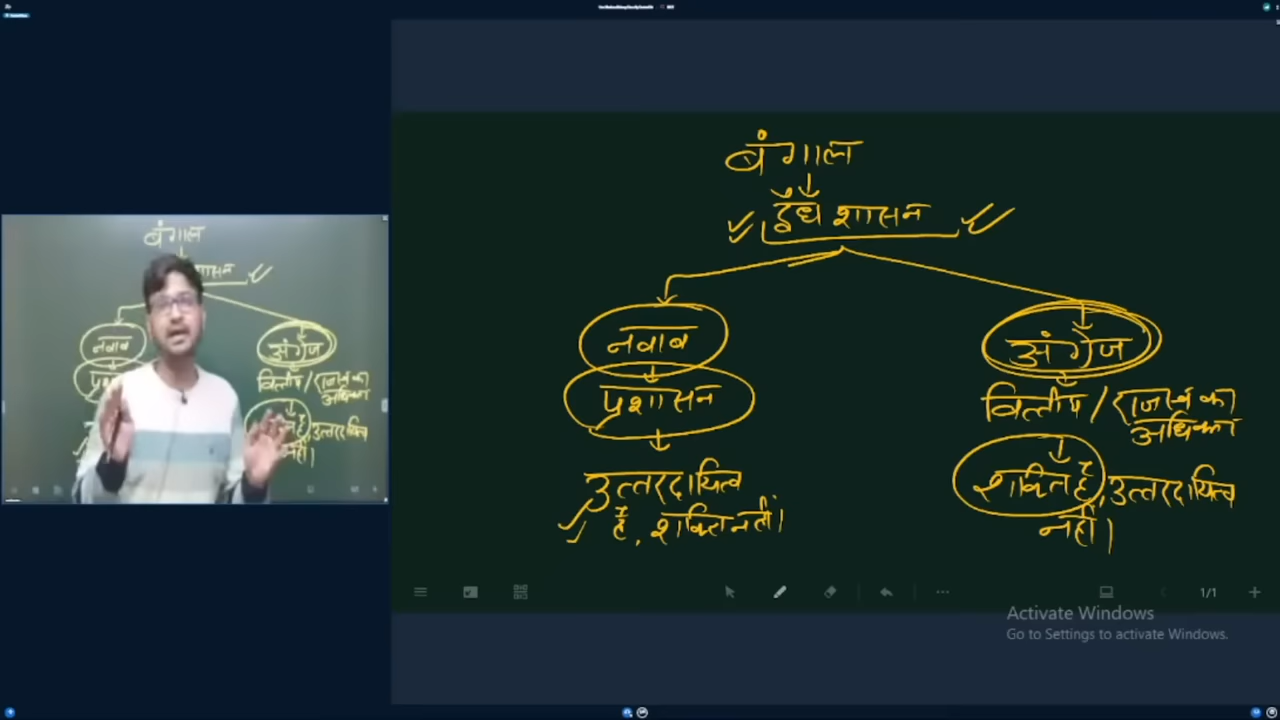 बंगाल
द्वैध शासन
नवाब
प्रशासन
उत्तरदायित्व
है, शक्ति नहीं।
अंग्रेज
वित्तीय / राजस्व का
अधिकार
शक्ति है, उत्तरदायित्व
नहीं।
1/1
Activate Windows
Go to Settings to activate Windows.